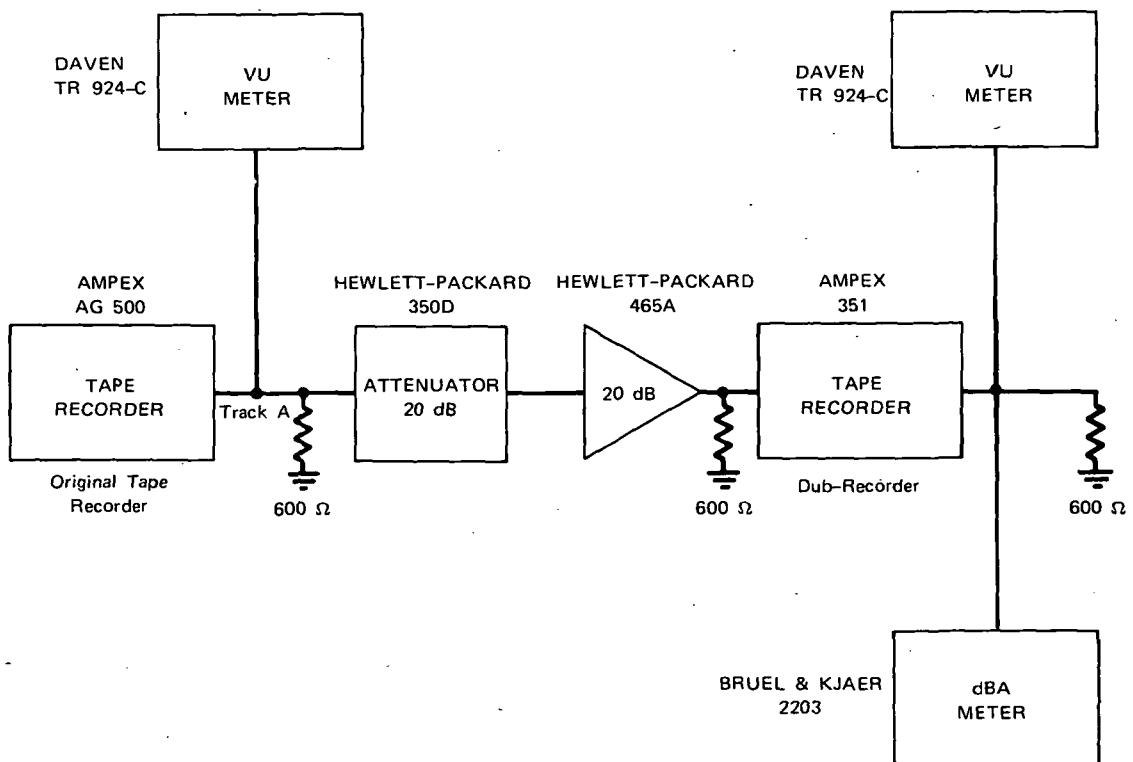 DAVEN
TR 924-C
VU
METER
DAVEN
TR 924-C
VU
METER
AMPEX
AG 500
TAPE
RECORDER
Original Tape
Recorder
Track A
600 Ω
HEWLETT-PACKARD
350D
ATTENUATOR
20 dB
HEWLETT-PACKARD
465A
20 dB
600 Ω
AMPEX
351
TAPE
RECORDER
Dub-Recorder
600 Ω
BRUEL & KJAER
2203
dBA
METER